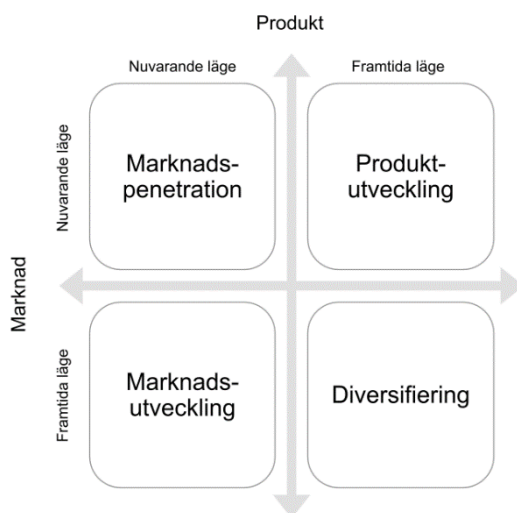 Produkt
Nuvarande läge
Framtida läge
Marknad
Nuvarande läge
Marknads-
penetration
Produkt-
utveckling
Framtida läge
Marknads-
utveckling
Diversifiering